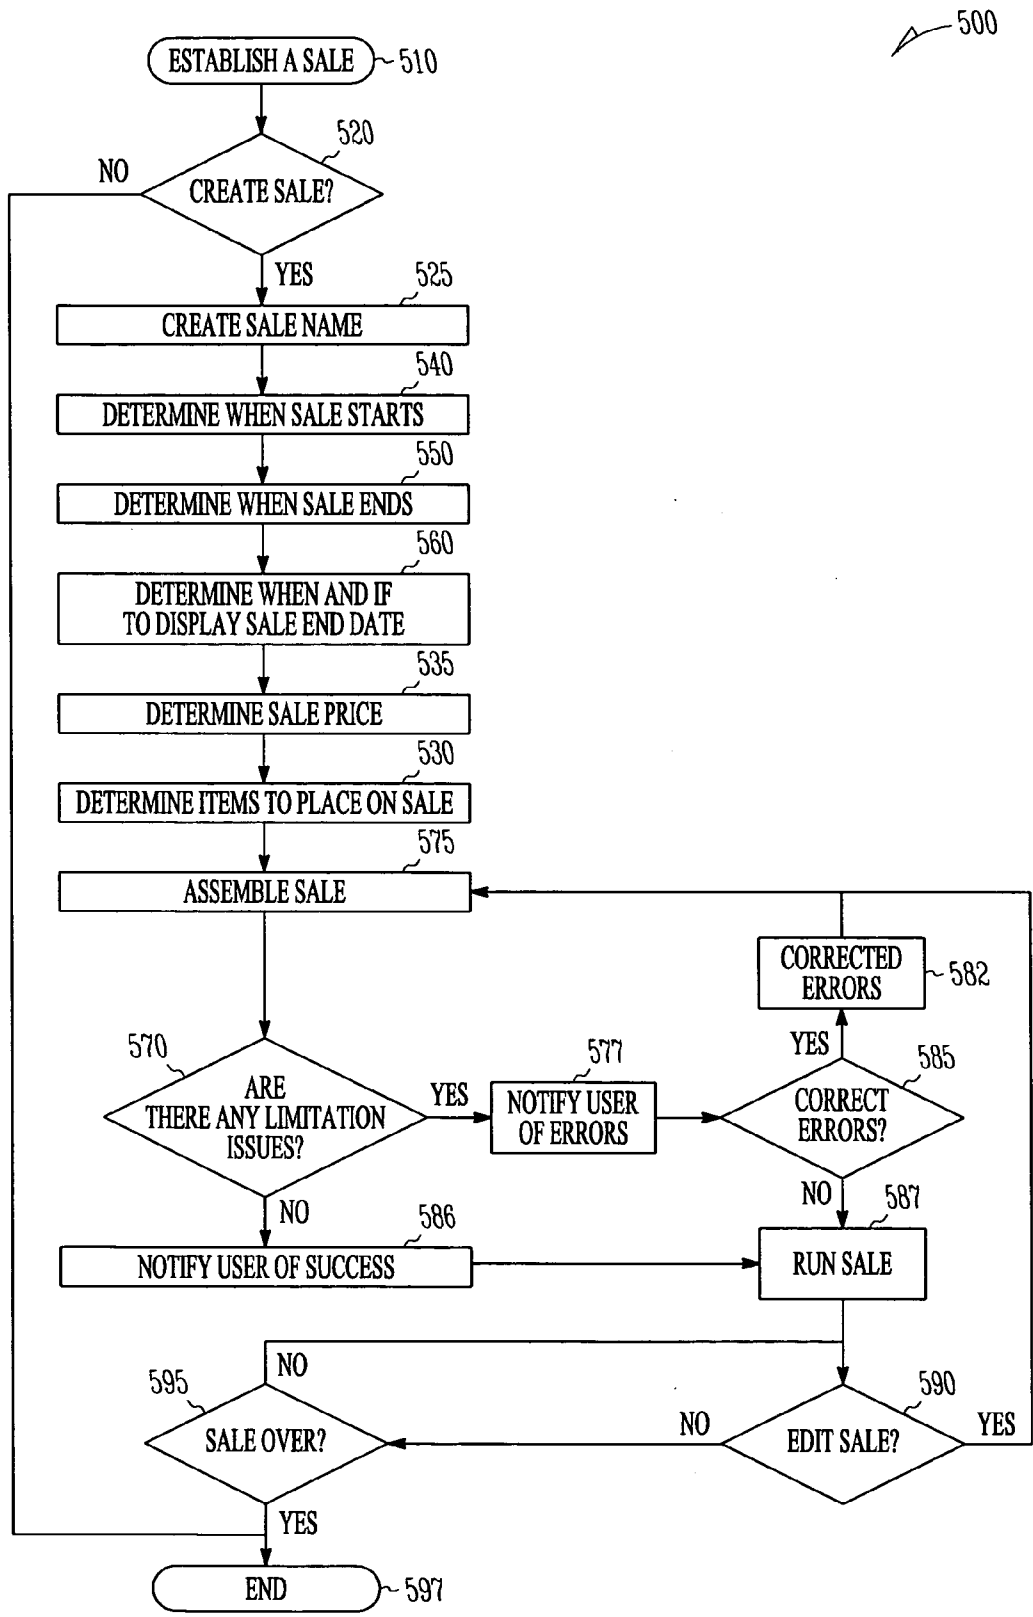 500
ESTABLISH A SALE
510
520
CREATE SALE?
NO
YES
525
CREATE SALE NAME
540
DETERMINE WHEN SALE STARTS
550
DETERMINE WHEN SALE ENDS
560
DETERMINE WHEN AND IF
TO DISPLAY SALE END DATE
535
DETERMINE SALE PRICE
530
DETERMINE ITEMS TO PLACE ON SALE
575
ASSEMBLE SALE
CORRECTED
ERRORS
582
570
ARE
THERE ANY LIMITATION
ISSUES?
YES
577
NOTIFY USER
OF ERRORS
YES
585
CORRECT
ERRORS?
NO
NO
586
NOTIFY USER OF SUCCESS
587
RUN SALE
NO
595
SALE OVER?
NO
590
EDIT SALE?
YES
YES
END
597